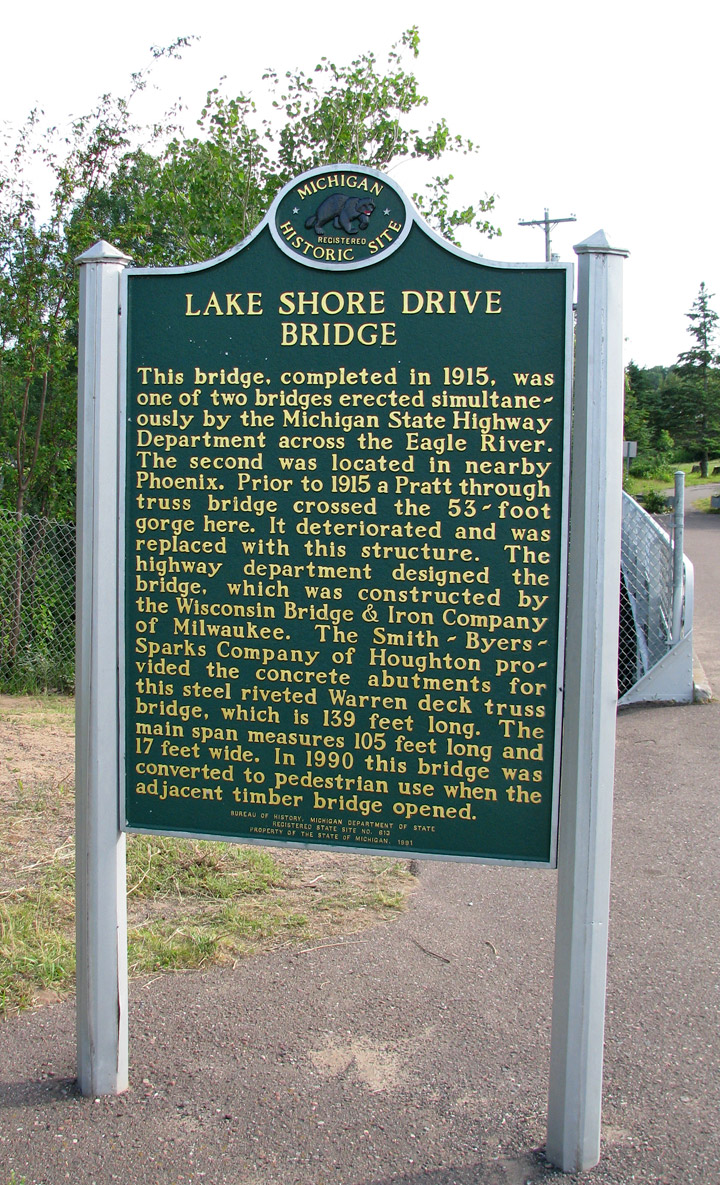 MICHIGAN
REGISTERED
HISTORIC SITE
LAKE SHORE DRIVE
BRIDGE
This bridge, completed in 1915, was
one of two bridges erected simultane-
ously by the Michigan State Highway
Department across the Eagle River.
The second was located in nearby
Phoenix. Prior to 1915 a Pratt through
truss bridge crossed the 53-foot
gorge here. It deteriorated and was
replaced with this structure. The
highway department designed the
bridge, which was constructed by
the Wisconsin Bridge & Iron Company
of Milwaukee. The Smith-Byers-
Sparks Company of Houghton pro-
vided the concrete abutments for
this steel riveted Warren deck truss
bridge, which is 139 feet long. The
main span measures 105 feet long and
17 feet wide. In 1990 this bridge was
converted to pedestrian use when the
adjacent timber bridge opened.
BUREAU OF HISTORY, MICHIGAN DEPARTMENT OF STATE
REGISTERED STATE SITE NO. 613
PROPERTY OF THE STATE OF MICHIGAN, 1991